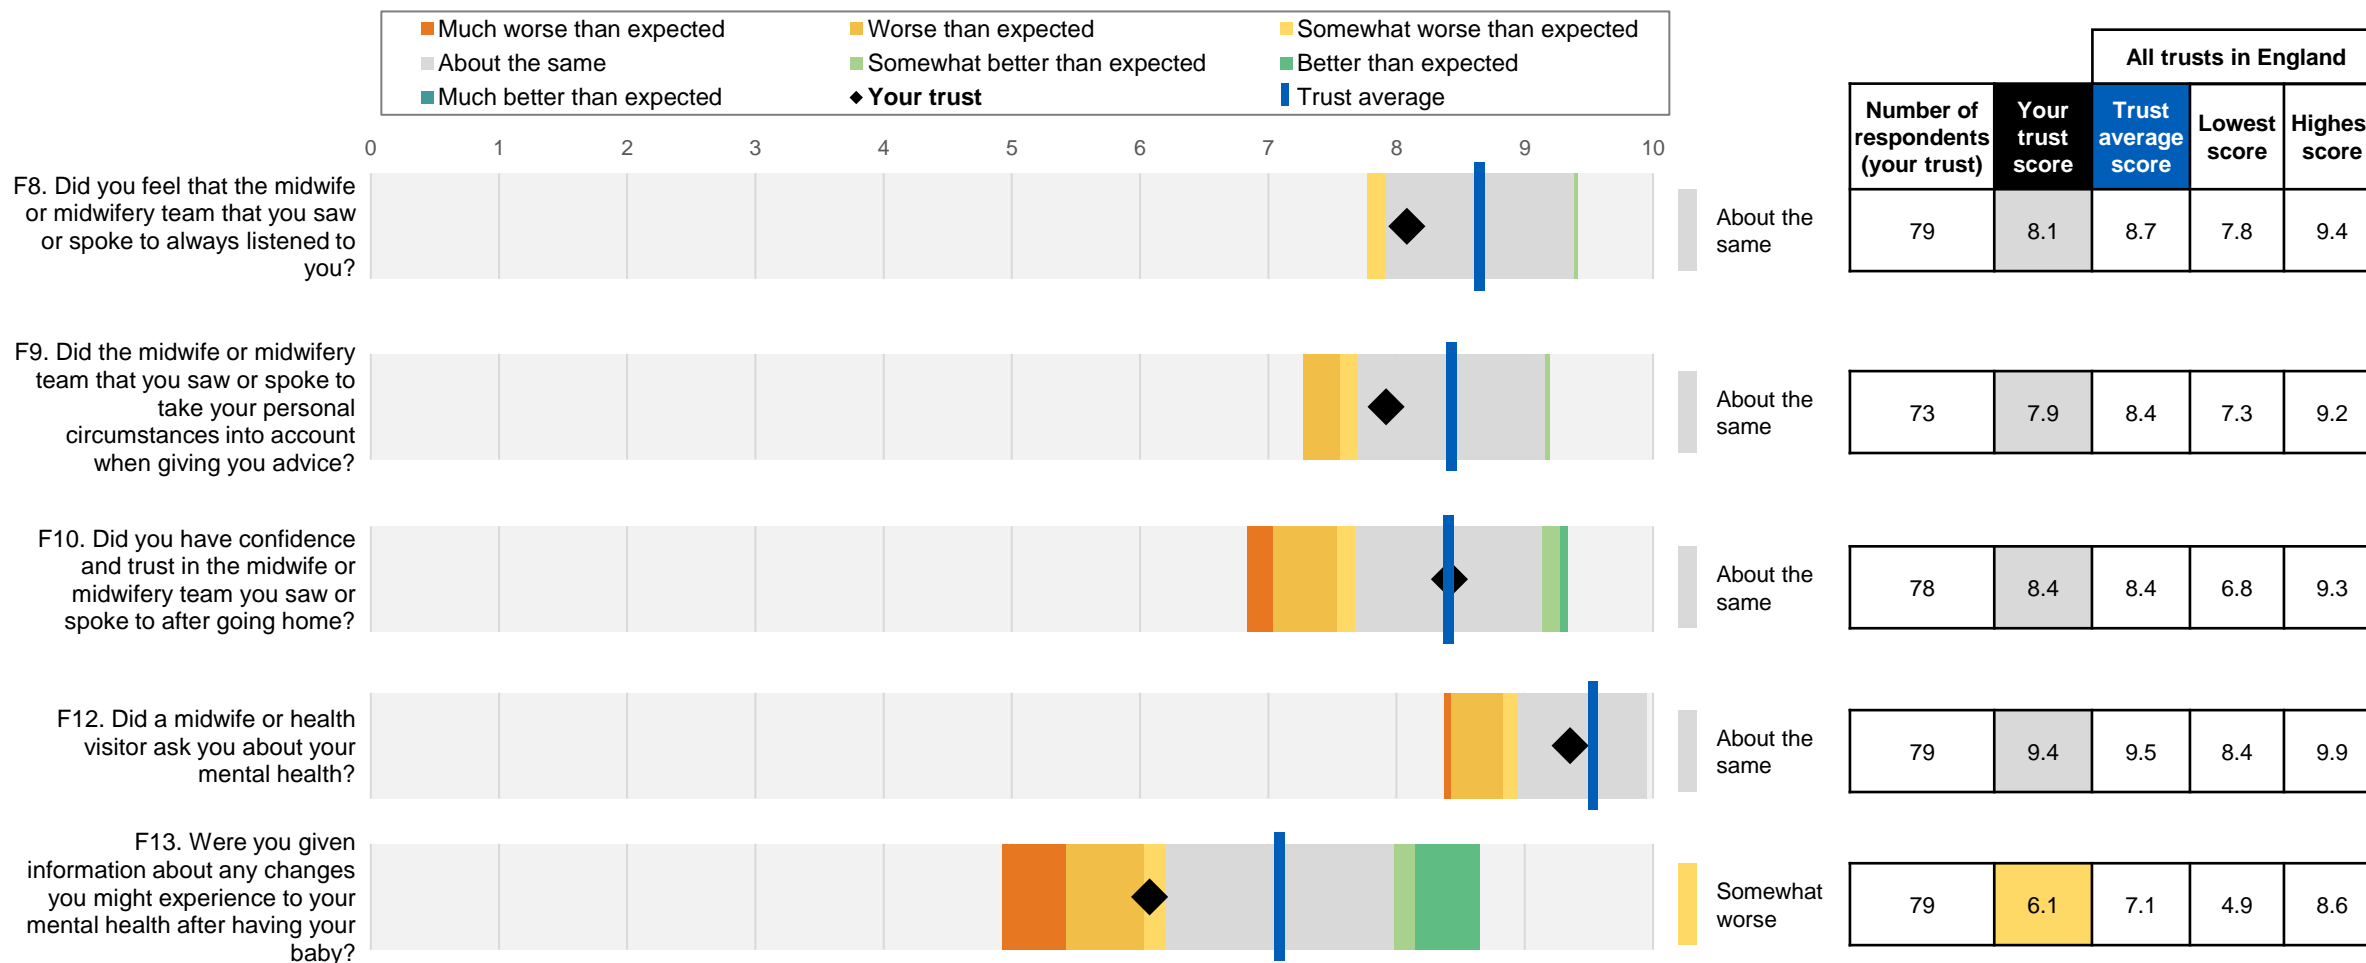 Much worse than expected
Worse than expected
Somewhat worse than expected
About the same
Somewhat better than expected
Better than expected
Much better than expected
Your trust
Trust average
All trusts in England
Number of respondents (your trust)
Your trust score
Trust average score
Lowest score
Highes score
0 1 2 3 4 5 6 7 8 9 10
F8. Did you feel that the midwife
or midwifery team that you saw
or spoke to always listened to
you?
About the
same
79 8.1 8.7 7.8 9.4
F9. Did the midwife or midwifery
team that you saw or spoke to
take your personal
circumstances into account
when giving you advice?
About the
same
73 7.9 8.4 7.3 9.2
F10. Did you have confidence
and trust in the midwife or
midwifery team you saw or
spoke to after going home?
About the
same
78 8.4 8.4 6.8 9.3
F12. Did a midwife or health
visitor ask you about your
mental health?
About the
same
79 9.4 9.5 8.4 9.9
F13. Were you given
information about any changes
you might experience to your
mental health after having your
baby?
Somewhat
worse
79 6.1 7.1 4.9 8.6